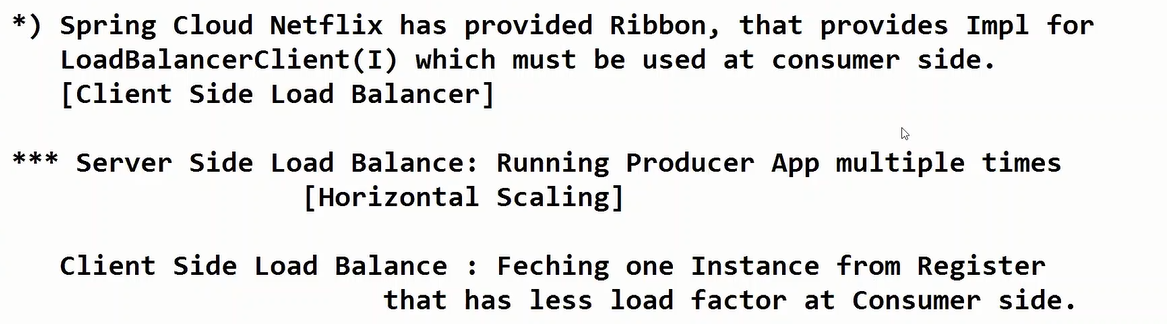 *) Spring Cloud Netflix has provided Ribbon, that provides Impl for
LoadBalancerClient(I) which must be used at consumer side.
[Client Side Load Balancer]
*** Server Side Load Balance: Running Producer App multiple times
[Horizontal Scaling]
Client Side Load Balance : Feching one Instance from Register
that has less load factor at Consumer side.